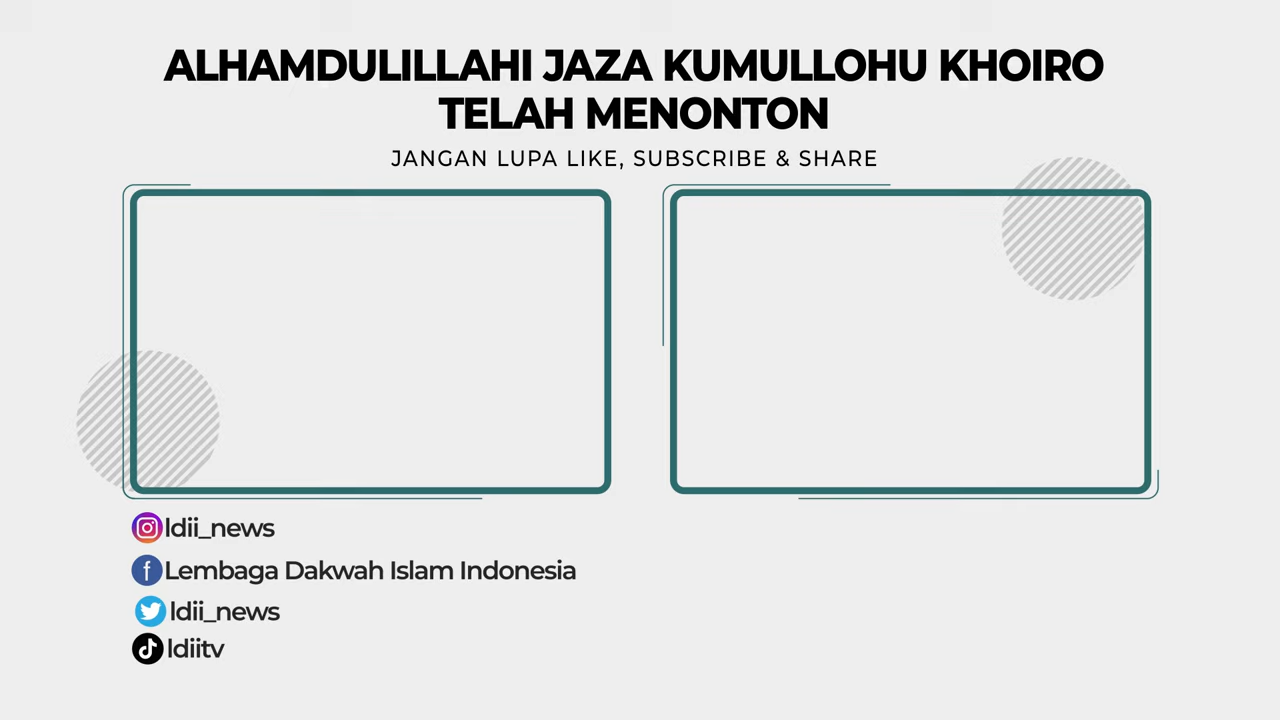 ALHAMDULILLAHI JAZA KUMULLOHU KHOIRO
TELAH MENONTON
JANGAN LUPA LIKE, SUBSCRIBE & SHARE
ldii_news
Lembaga Dakwah Islam Indonesia
ldii_news
ldiitv